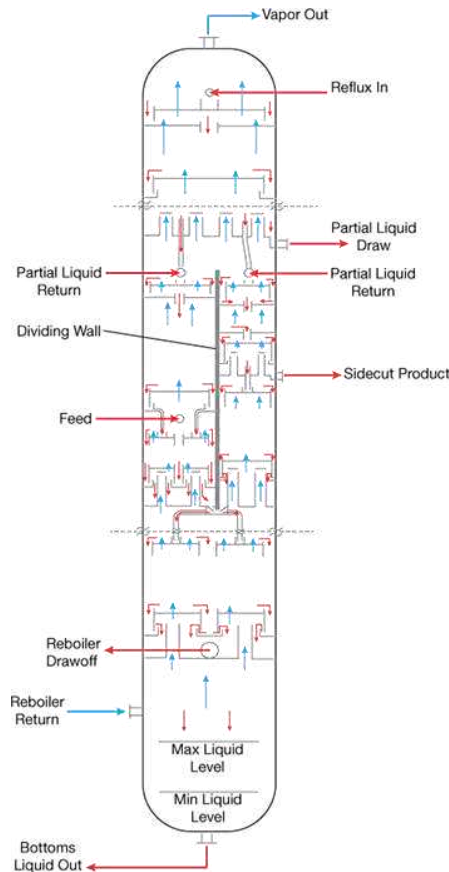 Vapor Out
Reflux In
Partial Liquid
Draw
Partial Liquid
Return
Partial Liquid
Return
Dividing Wall
Sidecut Product
Feed
Reboiler
Drawoff
Reboiler
Return
Max Liquid
Level
Min Liquid
Level
Bottoms
Liquid Out